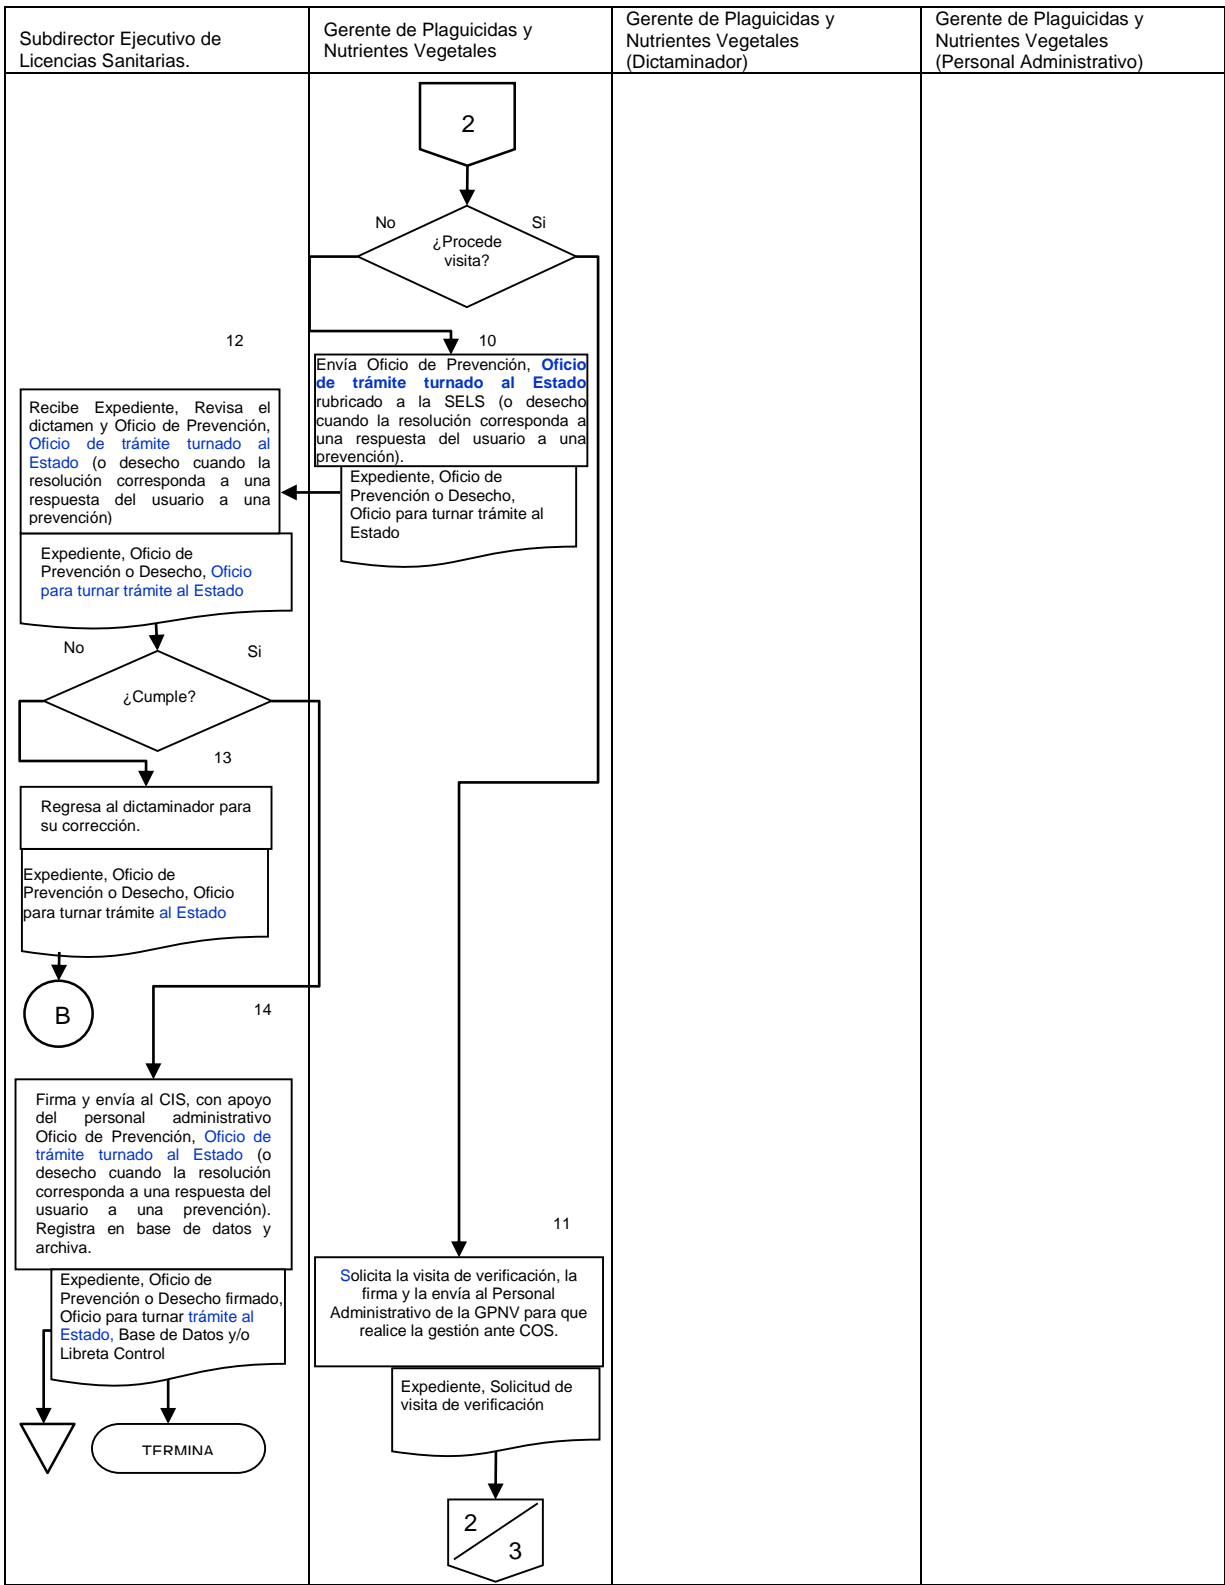 Subdirector Ejecutivo de
Licencias Sanitarias.
Gerente de Plaguicidas y
Nutrientes Vegetales
Gerente de Plaguicidas y
Nutrientes Vegetales
(Dictaminador)
Gerente de Plaguicidas y
Nutrientes Vegetales
(Personal Administrativo)
2
No
Si
¿Procede
visita?
10
Envía Oficio de Prevención, Oficio
de trámite turnado al Estado
rubricado a la SELS (o desecho
cuando la resolución corresponda a
una respuesta del usuario a una
prevención).
Expediente, Oficio de
Prevención o Desecho,
Oficio para turnar trámite al
Estado
12
Recibe Expediente, Revisa el
dictamen y Oficio de Prevención,
Oficio de trámite turnado al
Estado (o desecho cuando la
resolución corresponda a una
respuesta del usuario a una
prevención)
Expediente, Oficio de
Prevención o Desecho, Oficio
para turnar trámite al Estado
No
Si
¿Cumple?
13
Regresa al dictaminador para
su corrección.
Expediente, Oficio de
Prevención o Desecho, Oficio
para turnar trámite al Estado
B
14
Firma y envía al CIS, con apoyo
del personal administrativo
Oficio de Prevención, Oficio de
trámite turnado al Estado (o
desecho cuando la resolución
corresponda a una respuesta del
usuario a una prevención).
Registra en base de datos y
archiva.
Expediente, Oficio de
Prevención o Desecho firmado,
Oficio para turnar trámite al
Estado, Base de Datos y/o
Libreta Control
TERMINA
11
Solicita la visita de verificación, la
firma y la envía al Personal
Administrativo de la GPNV para que
realice la gestión ante COS.
Expediente, Solicitud de
visita de verificación
2
3